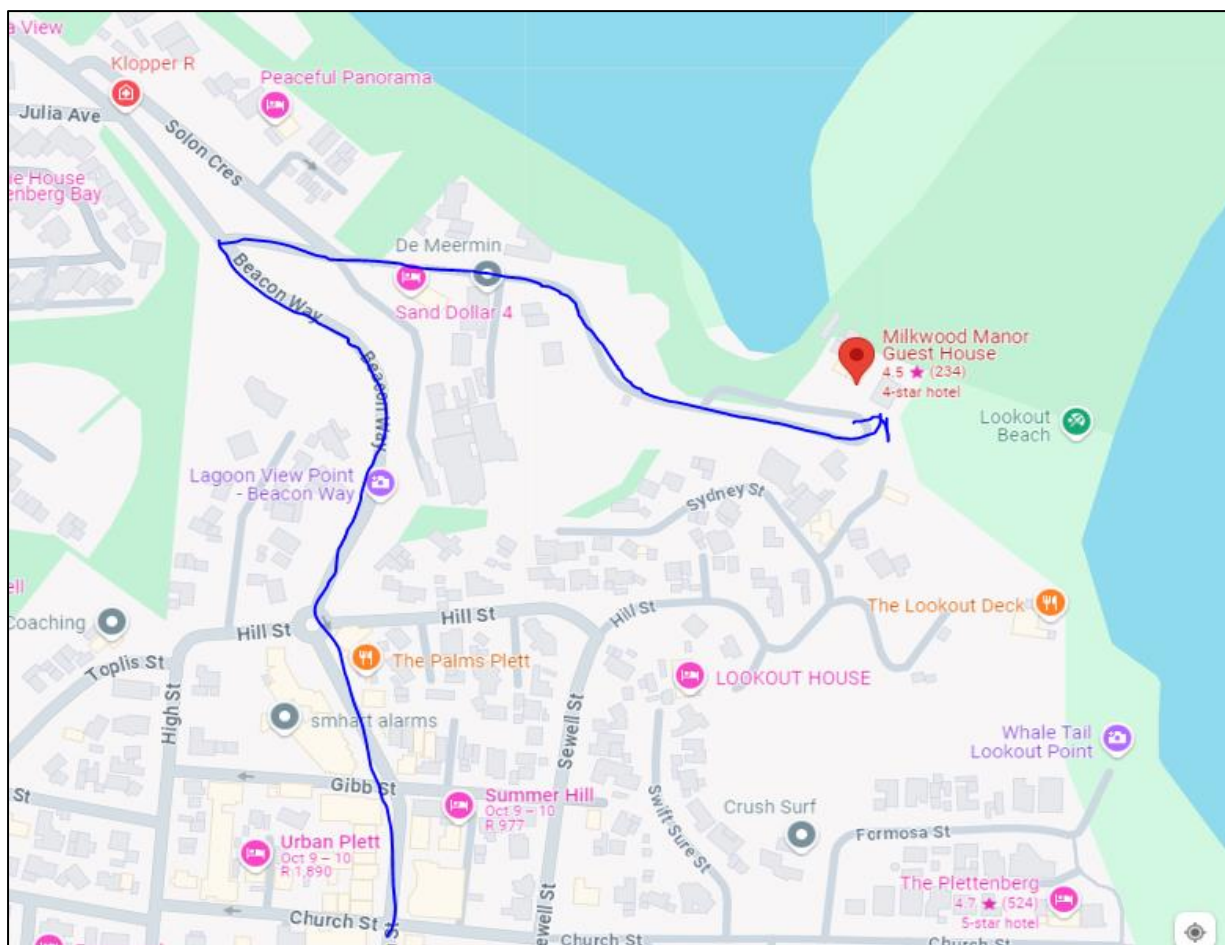 a View
Klopper R
Peaceful Panorama
Julia Ave
Solon Cres
House
enberg Bay
De Meermin
Beacon Way
Sand Dollar 4
Milkwood Manor
Guest House
4.5 ★ (234)
4-star hotel
Beacon Way
Lookout
Beach
Lagoon View Point
- Beacon Way
Sydney St
ell
Coaching
Hill St
Hill St
Hill St
The Lookout Deck
Toplis St
The Palms Plett
LOOKOUT HOUSE
High St
smhart alarms
Sewell St
Whale Tail
Lookout Point
Gibb St
St
Summer Hill
Oct 9 – 10
R 977
Swift Sure St
Crush Surf
Formosa St
Urban Plett
Oct 9 – 10
R 1,890
The Plettenberg
4.7 ★ (524)
5-star hotel
Church St
St
ewell St
Church St
Church St